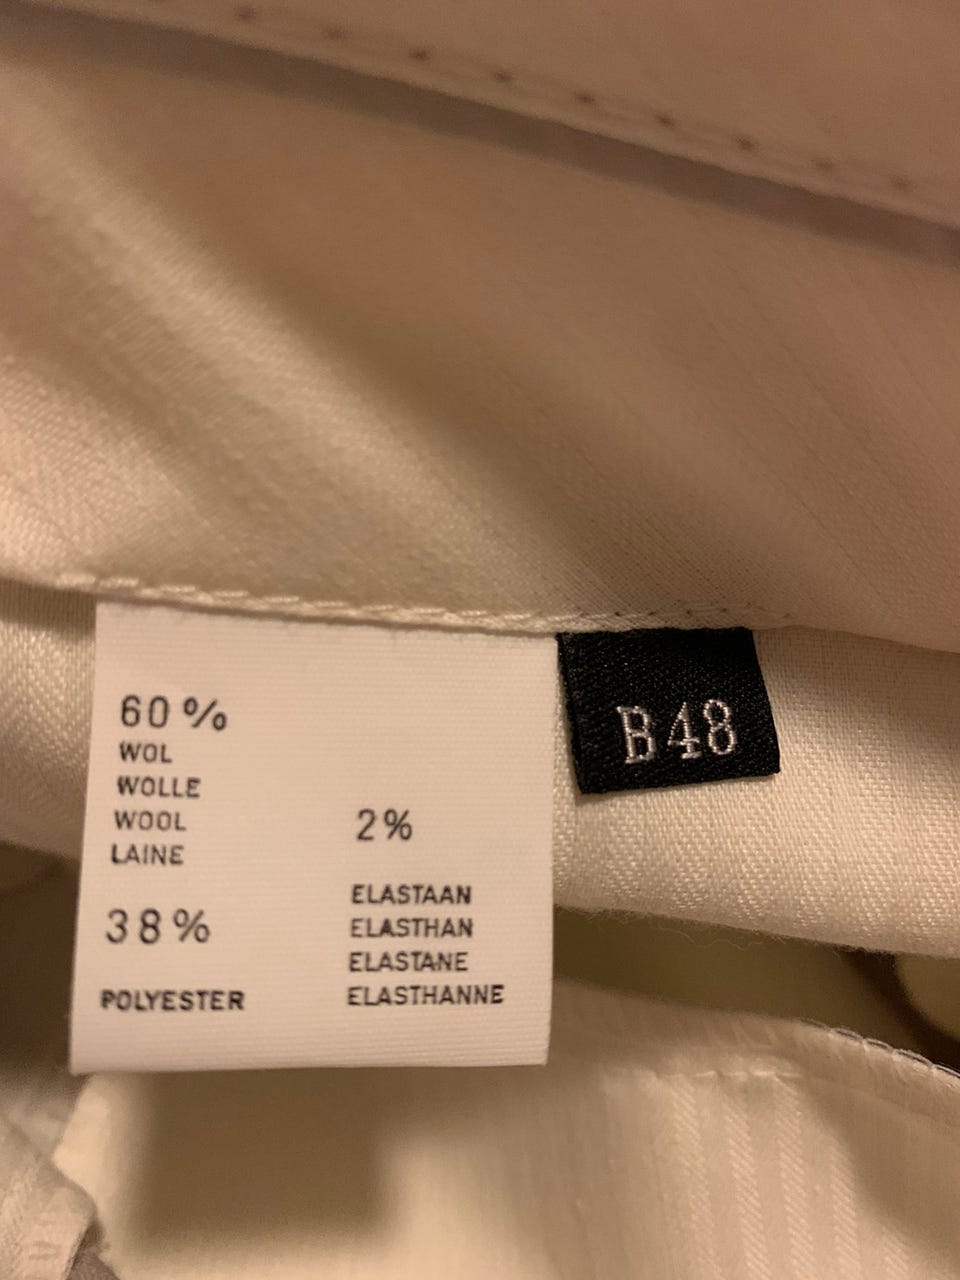 60%
WOL
WOLLE
WOOL
LAINE
38%
POLYESTER
2%
ELASTAAN
ELASTHAN
ELASTANE
ELASTHANNE
B48